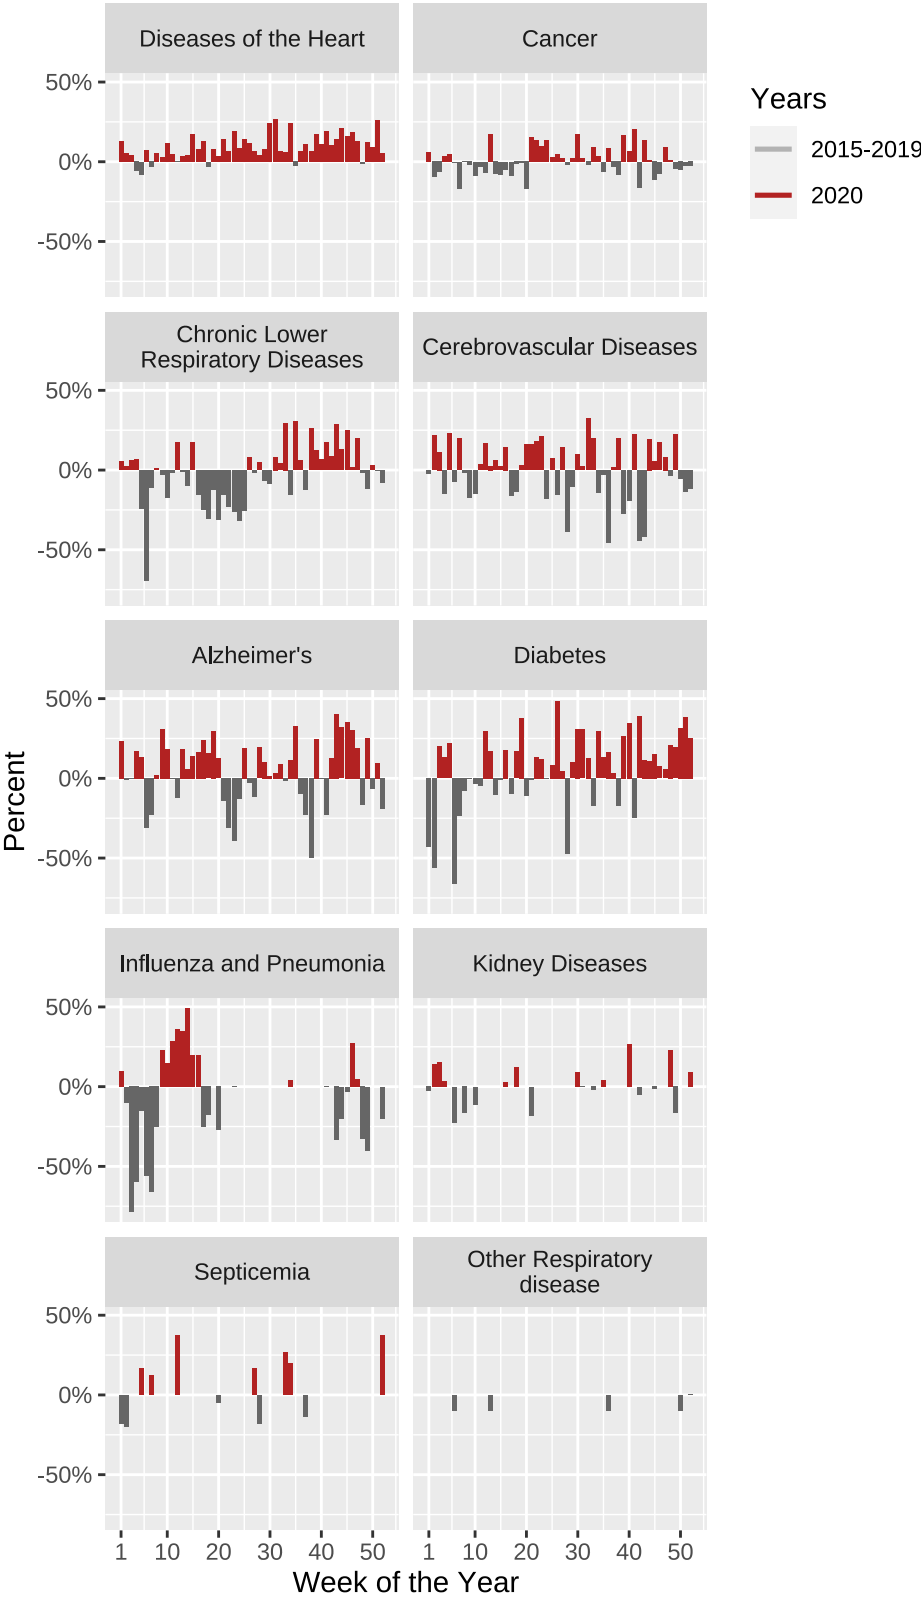 Diseases of the Heart
Cancer
50%
0%
-50%
Years
2015-2019
2020
Chronic Lower
Respiratory Diseases
Cerebrovascular Diseases
50%
0%
-50%
Alzheimer's
Diabetes
50%
0%
-50%
Percent
Influenza and Pneumonia
Kidney Diseases
50%
0%
-50%
Septicemia
Other Respiratory
disease
50%
0%
-50%
1 10 20 30 40 50
1 10 20 30 40 50
Week of the Year